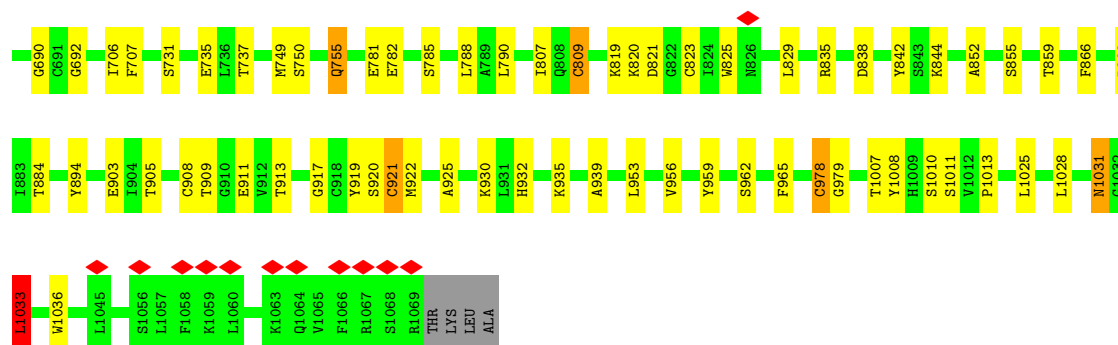 G690 C691 G692 I706 F707 S731 E735 L736 T737 M749 S750 Q755 E781 E782 S785 L788 A789 L790 I807 Q808 C809 K819 K820 D821 G822 C823 I824 W825 N826 L829 R835 D838 Y842 S843 K844 A852 S855 T859 F866
I883 T884 Y894 E903 I904 T905 C908 T909 G910 E911 V912 T913 G917 C918 Y919 S920 C921 M922 A925 K930 L931 H932 K935 A939 L953 V956 Y959 S962 F965 C978 G979 T1007 Y1008 H1009 S1010 S1011 V1012 P1013 L1025 L1028 N1031
L1033 W1036 L1045 S1056 L1057 F1058 K1059 L1060 K1063 Q1064 V1065 F1066 R1067 S1068 R1069 THR LYS LEU ALA